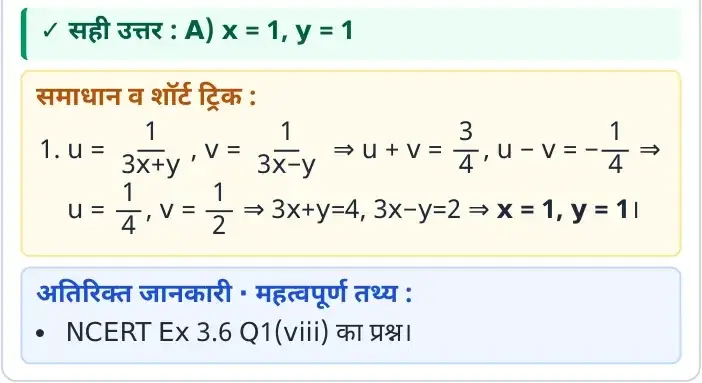 ✓ सही उत्तर : A) x = 1, y = 1
समाधान व शॉर्ट ट्रिक :
1. u = 1/(3x+y) , v = 1/(3x−y) ⇒ u + v = 3/4 , u − v = −1/4 ⇒
u = 1/4 , v = 1/2 ⇒ 3x+y=4, 3x−y=2 ⇒ x = 1, y = 1।
अतिरिक्त जानकारी · महत्वपूर्ण तथ्य :
• NCERT Ex 3.6 Q1(viii) का प्रश्न।